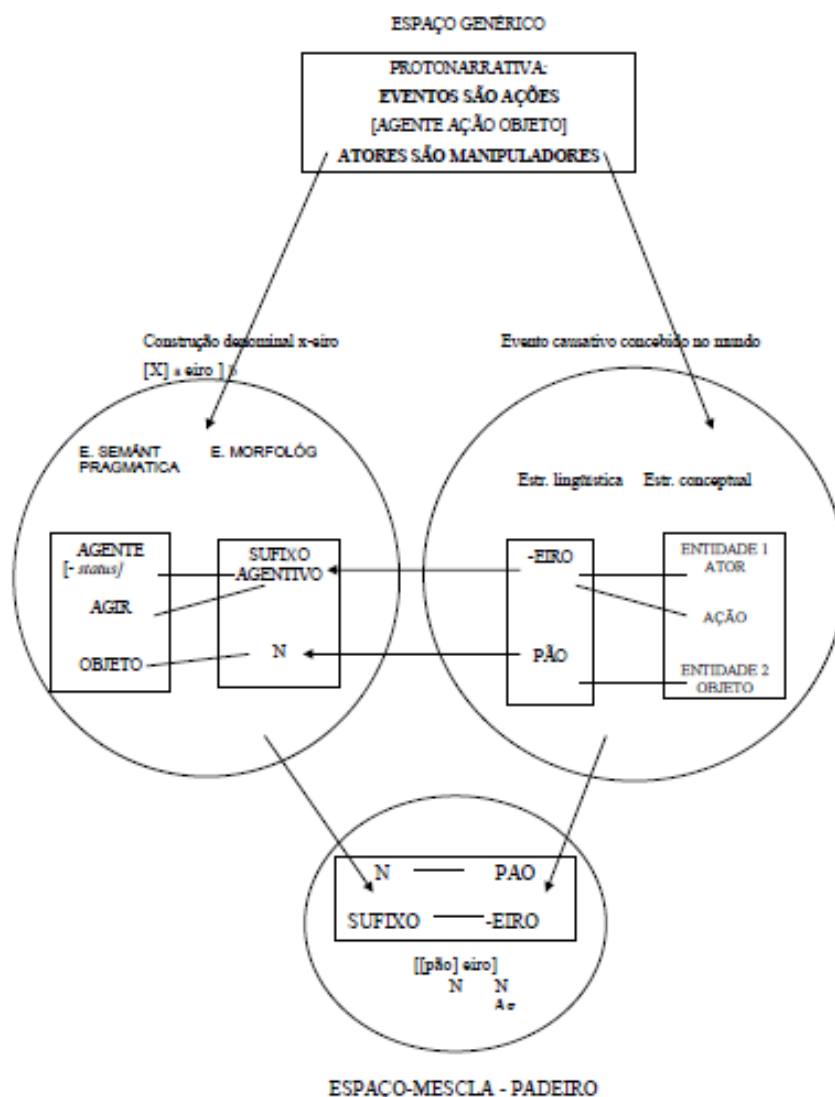 ESPAÇO GENÉRICO
PROTONARRATIVA:
EVENTOS SÃO AÇÕES
[AGENTE AÇÃO OBJETO]
ATORES SÃO MANIPULADORES
Construção denominal x-eiro
[X] a eiro ] b
Evento causativo concebido no mundo
E. SEMÂNT
PRAGMATICA
E. MORFOLÓG
Estr. lingüística
Estr. conceptual
AGENTE
[- status]
AGIR
OBJETO
SUFIXO
AGENTIVO
N
-EIRO
PÃO
ENTIDADE 1
ATOR
AÇÃO
ENTIDADE 2
OBJETO
N PAO
SUFIXO -EIRO
[[pão] eiro]
N N
ESPAÇO-MESCLA - PADEIRO